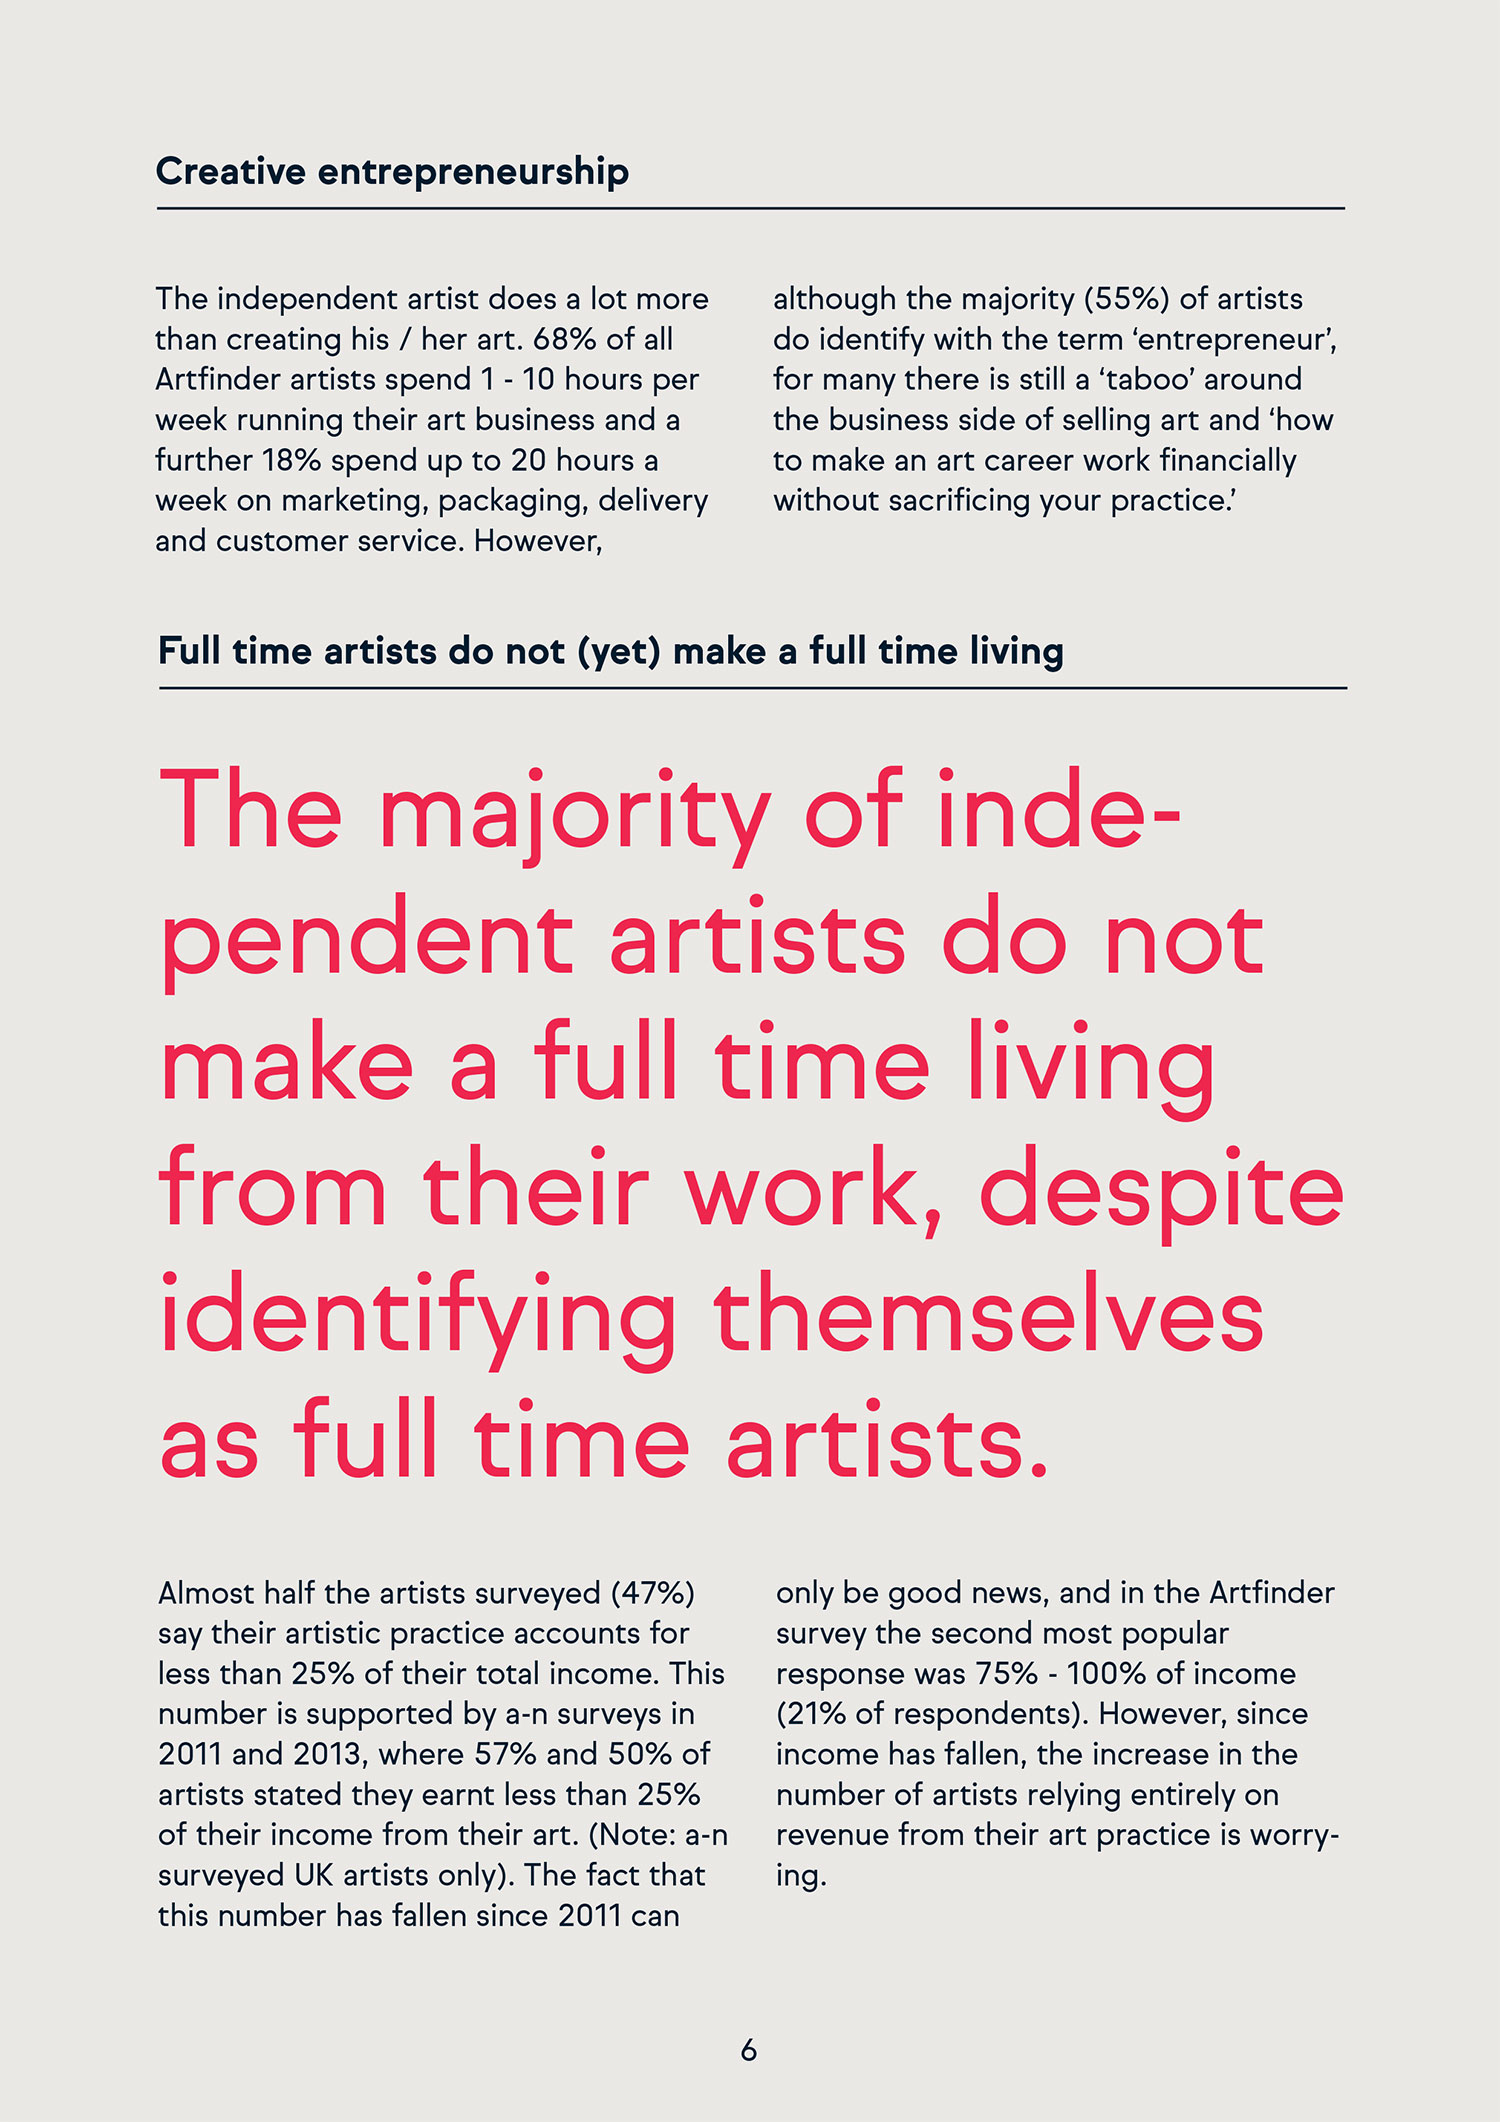 Creative entrepreneurship
The independent artist does a lot more
than creating his / her art. 68% of all
Artfinder artists spend 1 - 10 hours per
week running their art business and a
further 18% spend up to 20 hours a
week on marketing, packaging, delivery
and customer service. However,
although the majority (55%) of artists
do identify with the term ‘entrepreneur’,
for many there is still a ‘taboo’ around
the business side of selling art and ‘how
to make an art career work financially
without sacrificing your practice.’
Full time artists do not (yet) make a full time living
The majority of inde-
pendent artists do not
make a full time living
from their work, despite
identifying themselves
as full time artists.
Almost half the artists surveyed (47%)
say their artistic practice accounts for
less than 25% of their total income. This
number is supported by a-n surveys in
2011 and 2013, where 57% and 50% of
artists stated they earnt less than 25%
of their income from their art. (Note: a-n
surveyed UK artists only). The fact that
this number has fallen since 2011 can
only be good news, and in the Artfinder
survey the second most popular
response was 75% - 100% of income
(21% of respondents). However, since
income has fallen, the increase in the
number of artists relying entirely on
revenue from their art practice is worry-
ing.
6